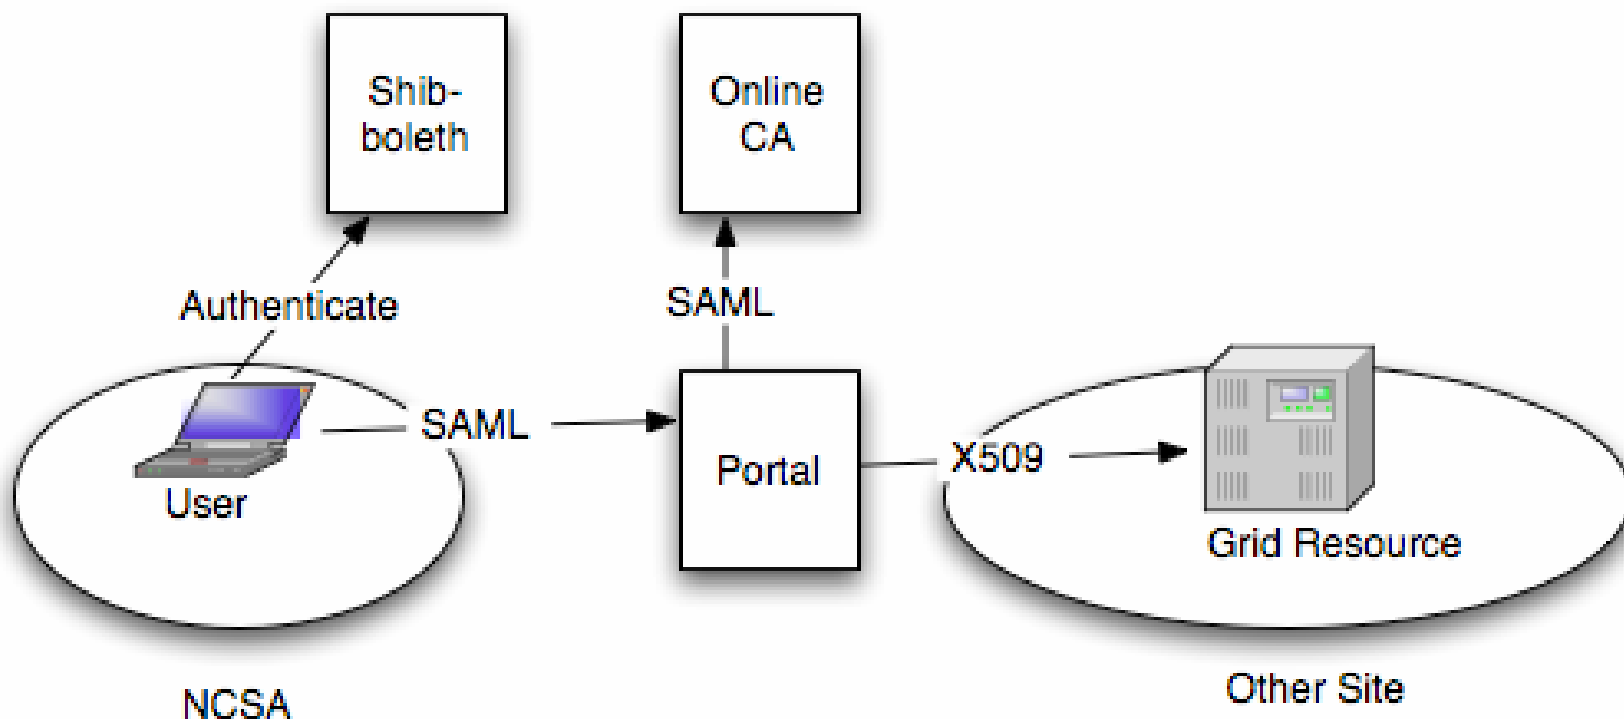 Shib-
boleth
Online
CA
Authenticate
SAML
SAML
Portal
X509
User
Grid Resource
NCSA
Other Site